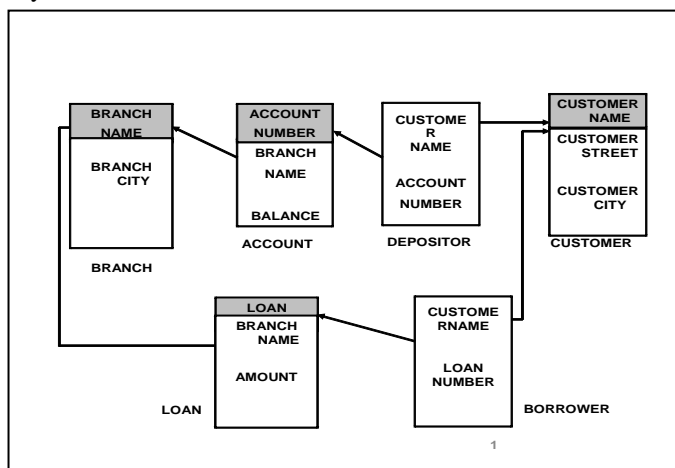 BRANCH
NAME
BRANCH
CITY
BRANCH
ACCOUNT
NUMBER
BRANCH
NAME
BALANCE
ACCOUNT
CUSTOME
R
NAME
ACCOUNT
NUMBER
DEPOSITOR
CUSTOMER
NAME
CUSTOMER
STREET
CUSTOMER
CITY
CUSTOMER
LOAN
BRANCH
NAME
AMOUNT
LOAN
CUSTOME
RNAME
LOAN
NUMBER
BORROWER
1